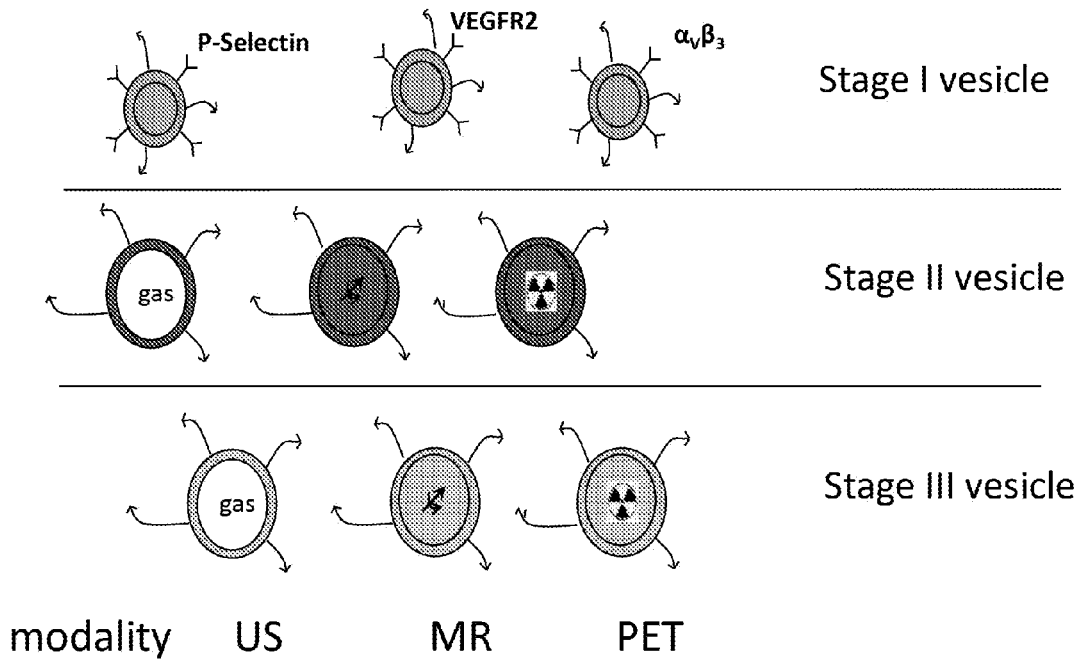 P-Selectin
VEGFR2
αvβ3
Stage I vesicle
gas
Stage II vesicle
gas
Stage III vesicle
modality US MR PET